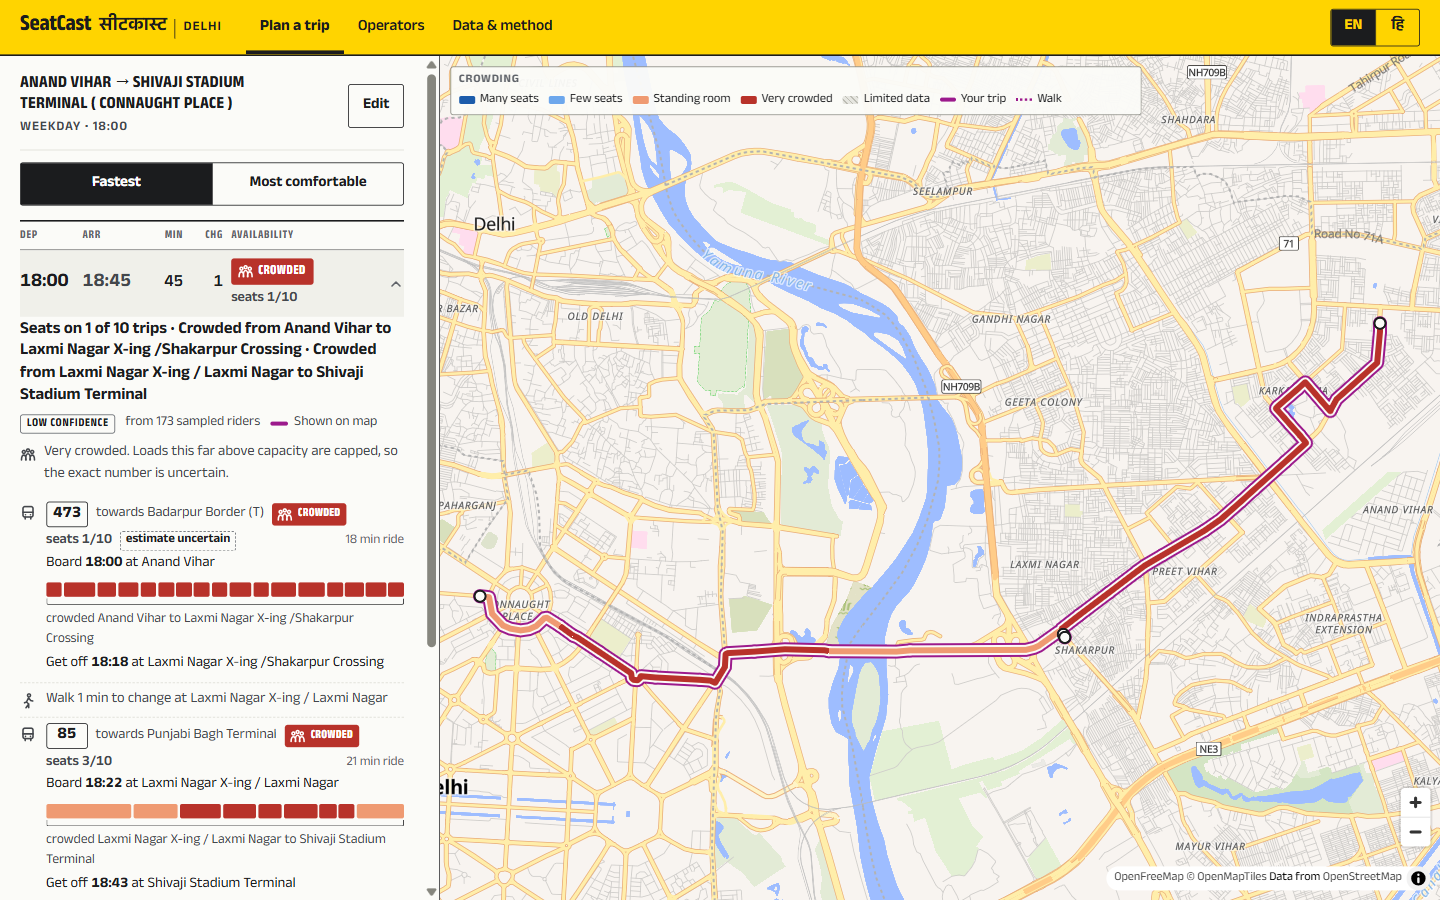 SeatCast सीटकास्ट DELHI
Plan a trip
Operators
Data & method
EN
हि
ANAND VIHAR → SHIVAJI STADIUM
TERMINAL ( CONNAUGHT PLACE )
WEEKDAY · 18:00
Edit
Fastest
Most comfortable
DEP ARR MIN CHG AVAILABILITY
18:00 18:45 45 1 CROWDED
seats 1/10
Seats on 1 of 10 trips · Crowded from Anand Vihar to
Laxmi Nagar X-ing /Shakarpur Crossing · Crowded
from Laxmi Nagar X-ing / Laxmi Nagar to Shivaji
Stadium Terminal
LOW CONFIDENCE from 173 sampled riders Shown on map
Very crowded. Loads this far above capacity are capped, so
the exact number is uncertain.
473 towards Badarpur Border (T) CROWDED
seats 1/10 estimate uncertain 18 min ride
Board 18:00 at Anand Vihar
crowded Anand Vihar to Laxmi Nagar X-ing /Shakarpur
Crossing
Get off 18:18 at Laxmi Nagar X-ing /Shakarpur Crossing
Walk 1 min to change at Laxmi Nagar X-ing / Laxmi Nagar
85 towards Punjabi Bagh Terminal CROWDED
seats 3/10 21 min ride
Board 18:22 at Laxmi Nagar X-ing / Laxmi Nagar
crowded Laxmi Nagar X-ing / Laxmi Nagar to Shivaji Stadium
Terminal
Get off 18:43 at Shivaji Stadium Terminal
CROWDING
Many seats Few seats Standing room Very crowded Limited data Your trip Walk
NH709B
Tahirpur Roa
SHAHDARA
SEELAMPUR
Delhi
71
Road No 71A
Yamuna River
R BAZAR
OLD DELHI
GANDHI NAGAR
NH709B
GEETA COLONY
PAHARGANJ
ANAND VIHAR
LAXMI NAGAR
PREET VIHAR
NNAUGHT
PLACE
INDRAPRASTHA
EXTENSION
SHAKARPUR
NE3
elhi
KALY
MAYUR VIHAR
+
−
OpenFreeMap © OpenMapTiles Data from OpenStreetMap